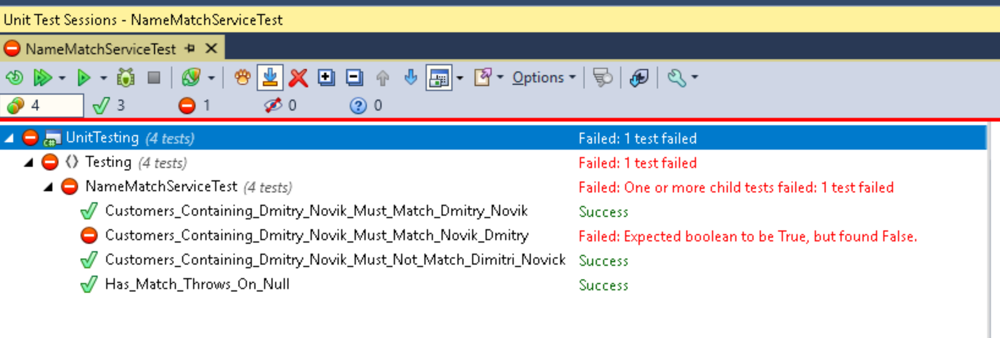 Unit Test Sessions - NameMatchServiceTest
NameMatchServiceTest
Options
4 3 1 0 ? 0
C# UnitTesting (4 tests) Failed: 1 test failed
Testing (4 tests) Failed: 1 test failed
NameMatchServiceTest (4 tests) Failed: One or more child tests failed: 1 test failed
Customers_Containing_Dmitry_Novik_Must_Match_Dmitry_Novik Success
Customers_Containing_Dmitry_Novik_Must_Match_Novik_Dmitry Failed: Expected boolean to be True, but found False.
Customers_Containing_Dmitry_Novik_Must_Not_Match_Dimitri_Novick Success
Has_Match_Throws_On_Null Success